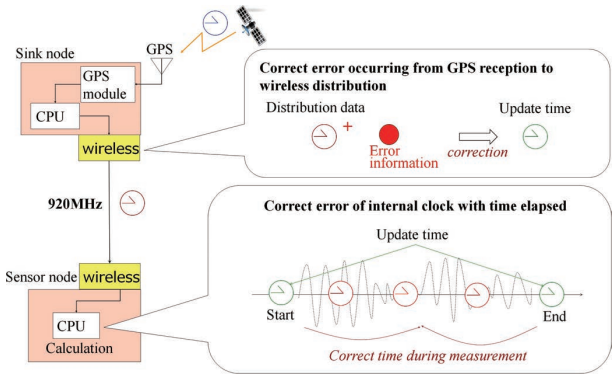 GPS
Sink node
GPS
module
CPU
wireless
Correct error occurring from GPS reception to
wireless distribution
Distribution data
Update time
+
Error
information
correction
920MHz
Correct error of internal clock with time elapsed
Update time
Sensor node
wireless
CPU
Calculation
Start
End
Correct time during measurement